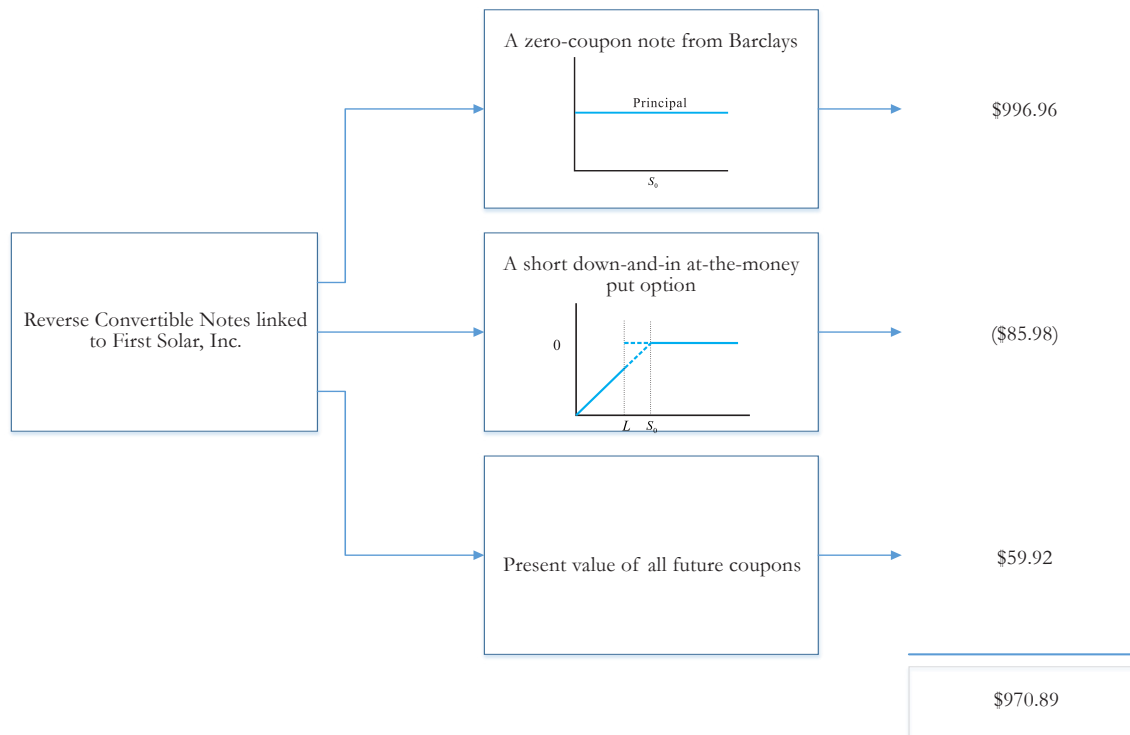 A zero-coupon note from Barclays
Principal
S₀
$996.96
Reverse Convertible Notes linked
to First Solar, Inc.
A short down-and-in at-the-money
put option
0
L S₀
($85.98)
Present value of all future coupons
$59.92
$970.89